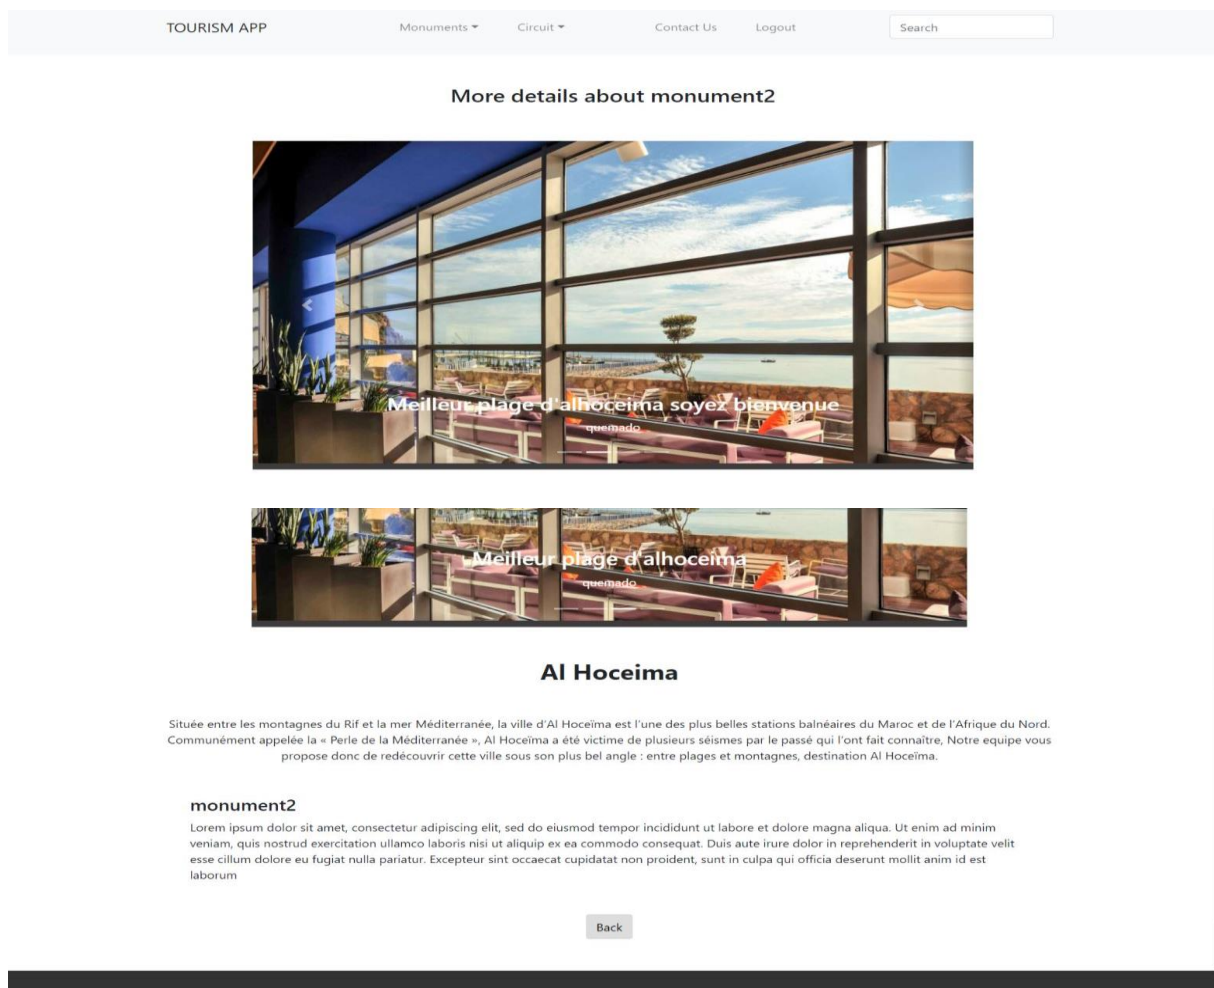 TOURISM APP Monuments Circuit Contact Us Logout Search
More details about monument2
Meilleur plage d'alhoceima soyez bienvenue
quemado
Meilleur plage d'alhoceima
quemado
Al Hoceima
Située entre les montagnes du Rif et la mer Méditerranée, la ville d'Al Hoceïma est l'une des plus belles stations balnéaires du Maroc et de l'Afrique du Nord.
Communément appelée la « Perle de la Méditerranée », Al Hoceïma a été victime de plusieurs séismes par le passé qui l'ont fait connaître, Notre equipe vous
propose donc de redécouvrir cette ville sous son plus bel angle : entre plages et montagnes, destination Al Hoceïma.
monument2
Lorem ipsum dolor sit amet, consectetur adipiscing elit, sed do eiusmod tempor incididunt ut labore et dolore magna aliqua. Ut enim ad minim
veniam, quis nostrud exercitation ullamco laboris nisi ut aliquip ex ea commodo consequat. Duis aute irure dolor in reprehenderit in voluptate velit
esse cillum dolore eu fugiat nulla pariatur. Excepteur sint occaecat cupidatat non proident, sunt in culpa qui officia deserunt mollit anim id est
laborum
Back